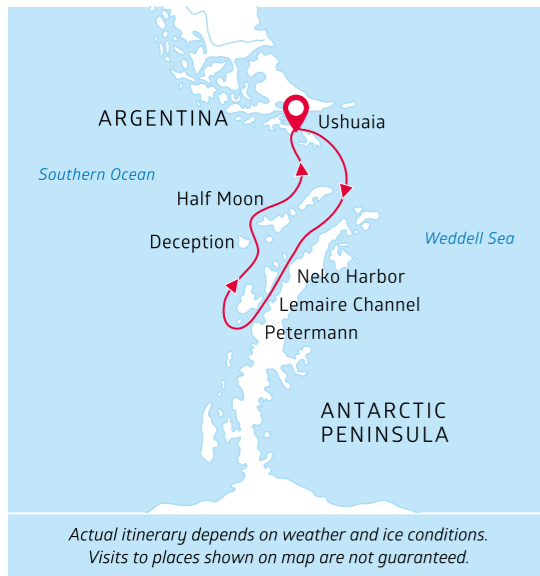 ARGENTINA
Ushuaia
Southern Ocean
Half Moon
Deception
Weddell Sea
Neko Harbor
Lemaire Channel
Petermann
ANTARCTIC
PENINSULA
Actual itinerary depends on weather and ice conditions.
Visits to places shown on map are not guaranteed.